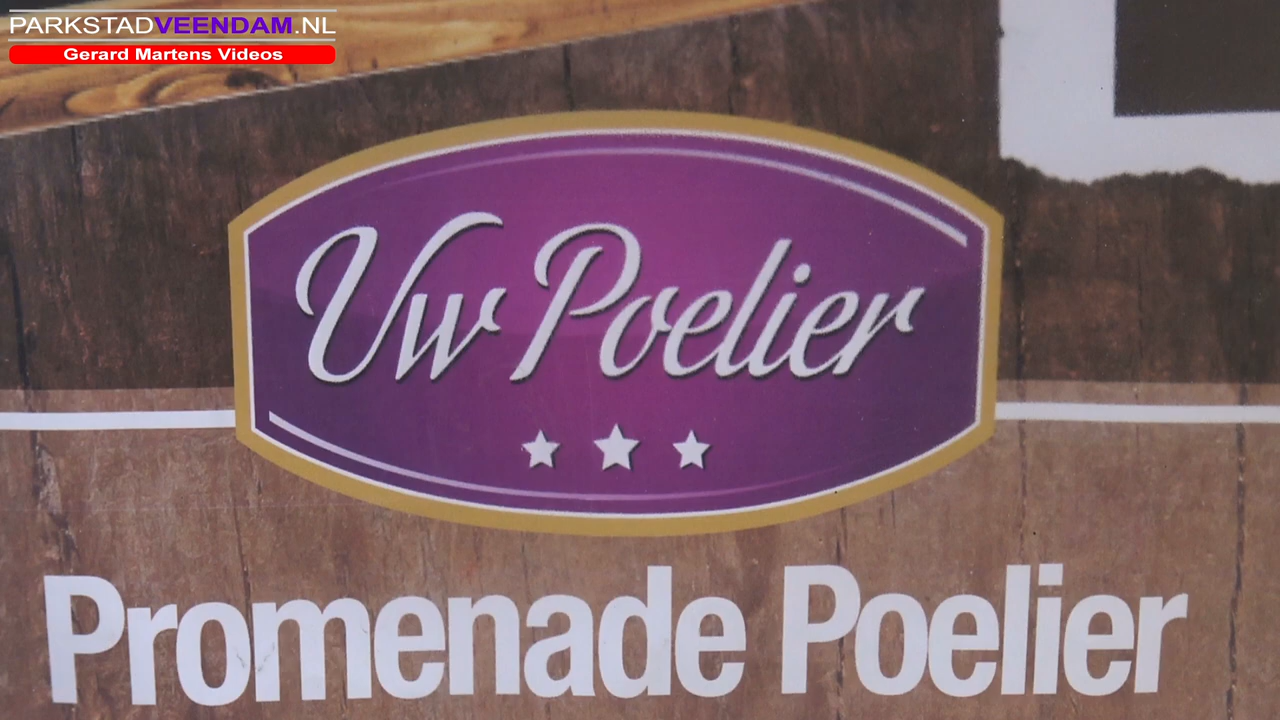 PARKSTADVEENDAM.NL
Gerard Martens Videos
Uw Poelier
Promenade Poelier